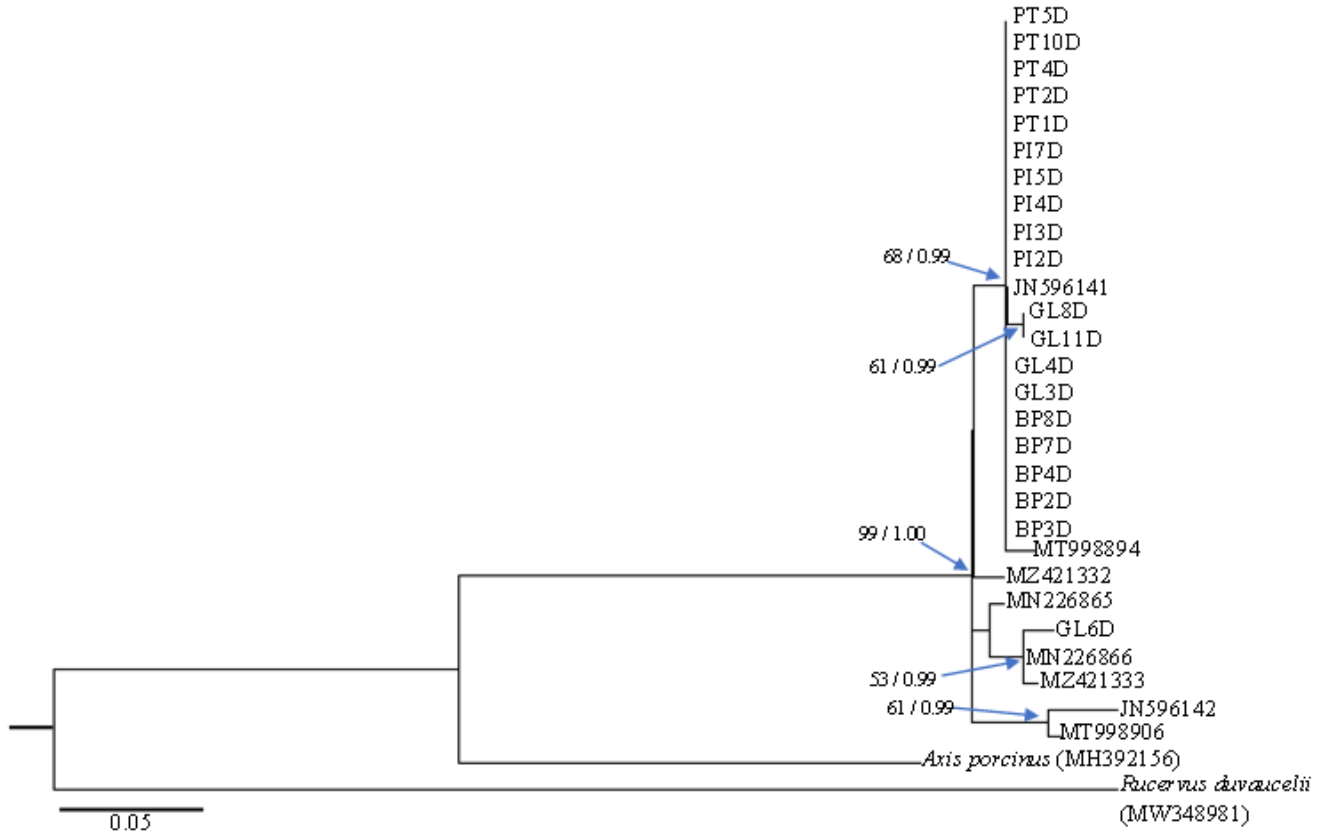 PT5D
PT10D
PT4D
PT2D
PT1D
PI7D
PI5D
PI4D
PI3D
PI2D
68 / 0.99
JN596141
GL8D
GL11D
61 / 0.99
GL4D
GL3D
BP8D
BP7D
BP4D
BP2D
BP3D
99 / 1.00
MT998894
MZ421332
MN226865
GL6D
MN226866
53 / 0.99
MZ421333
61 / 0.99
JN596142
MT998906
Axis porcinus (MH392156)
Rucervus duvaucelii
(MW348981)
0.05